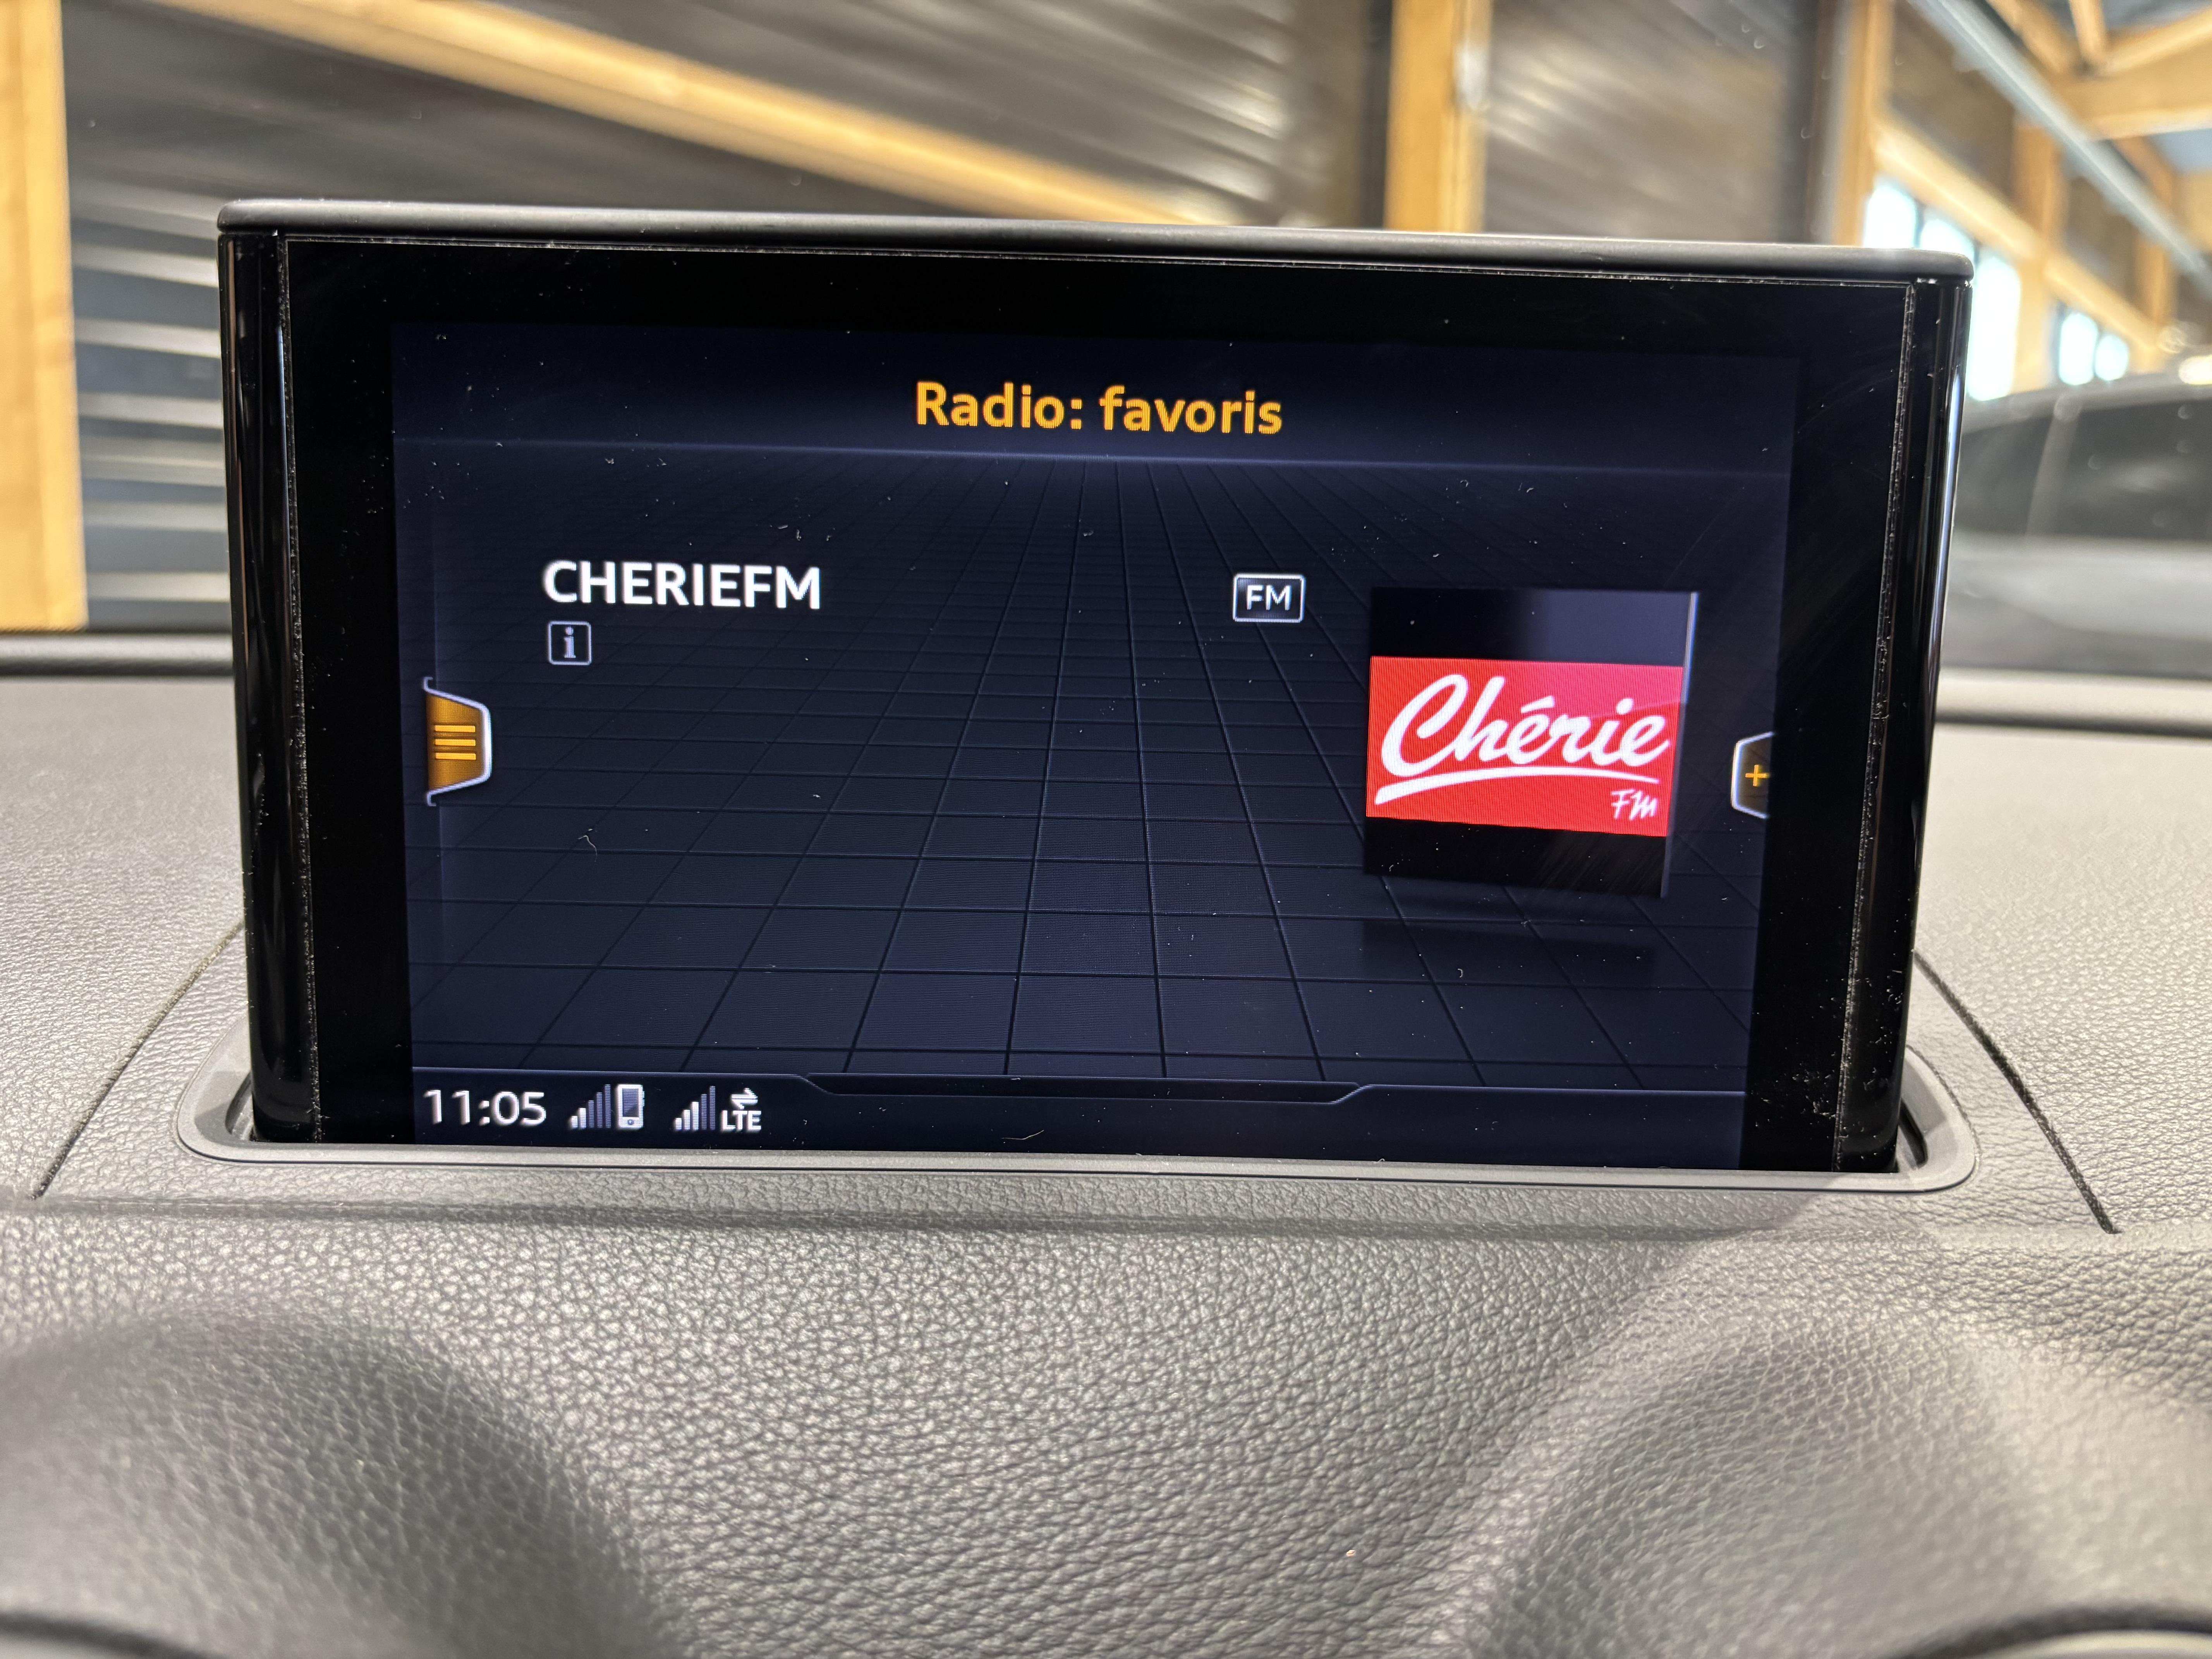 Radio: favoris
CHERIEFM
FM
i
Chérie
FM
11:05
LTE